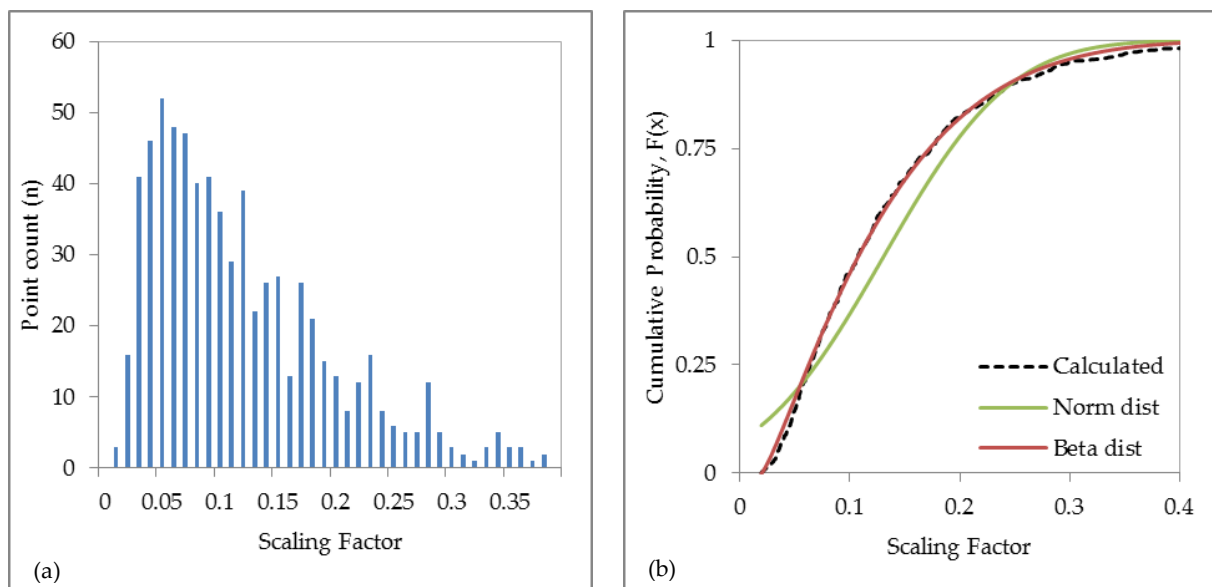 60
50
40
30
20
10
0
Point count (n)
0 0.05 0.1 0.15 0.2 0.25 0.3 0.35
Scaling Factor
(a)
1
0.75
0.5
0.25
0
Cumulative Probability, F(x)
Calculated
Norm dist
Beta dist
0 0.1 0.2 0.3 0.4
Scaling Factor
(b)